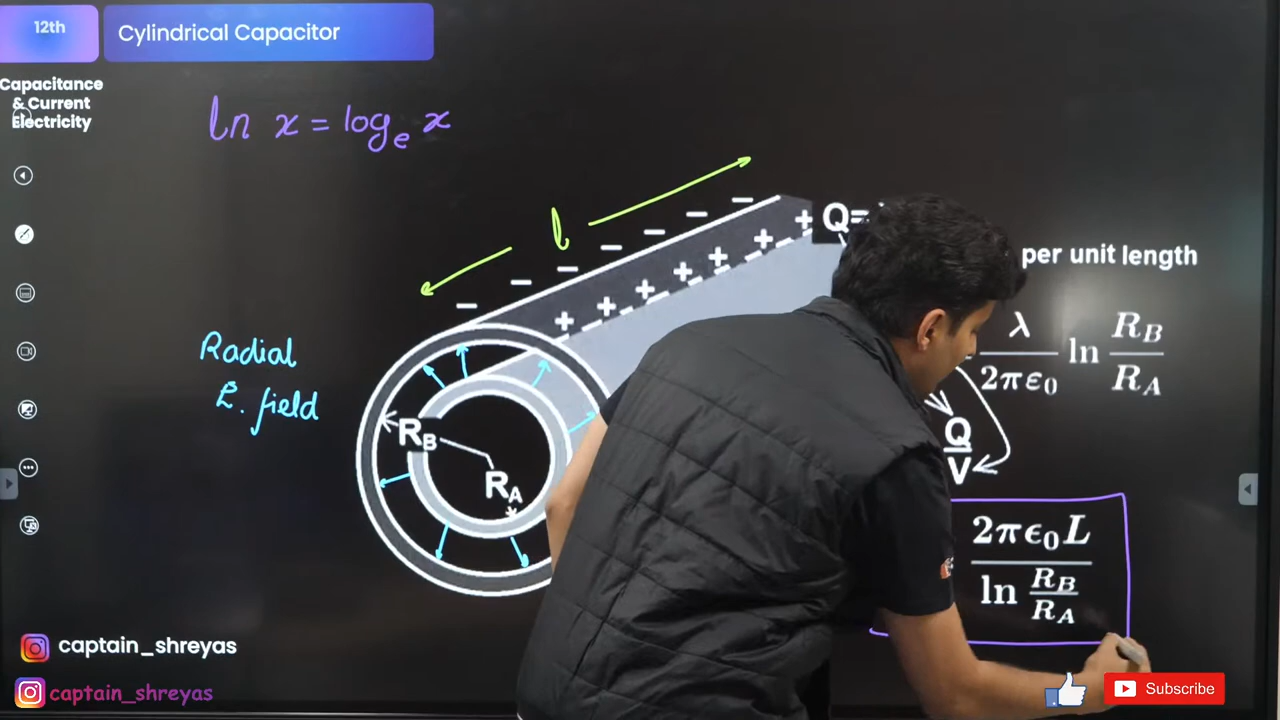 12th
Cylindrical Capacitor
Capacitance
& Current
Electricity
ln x = logₑ x
l
Q=
per unit length
λ/2πε₀ ln R_B/R_A
Radial
E. field
R_B
R_A
Q/V
2πϵ₀L / ln R_B/R_A
captain_shreyas
captain_shreyas
Subscribe